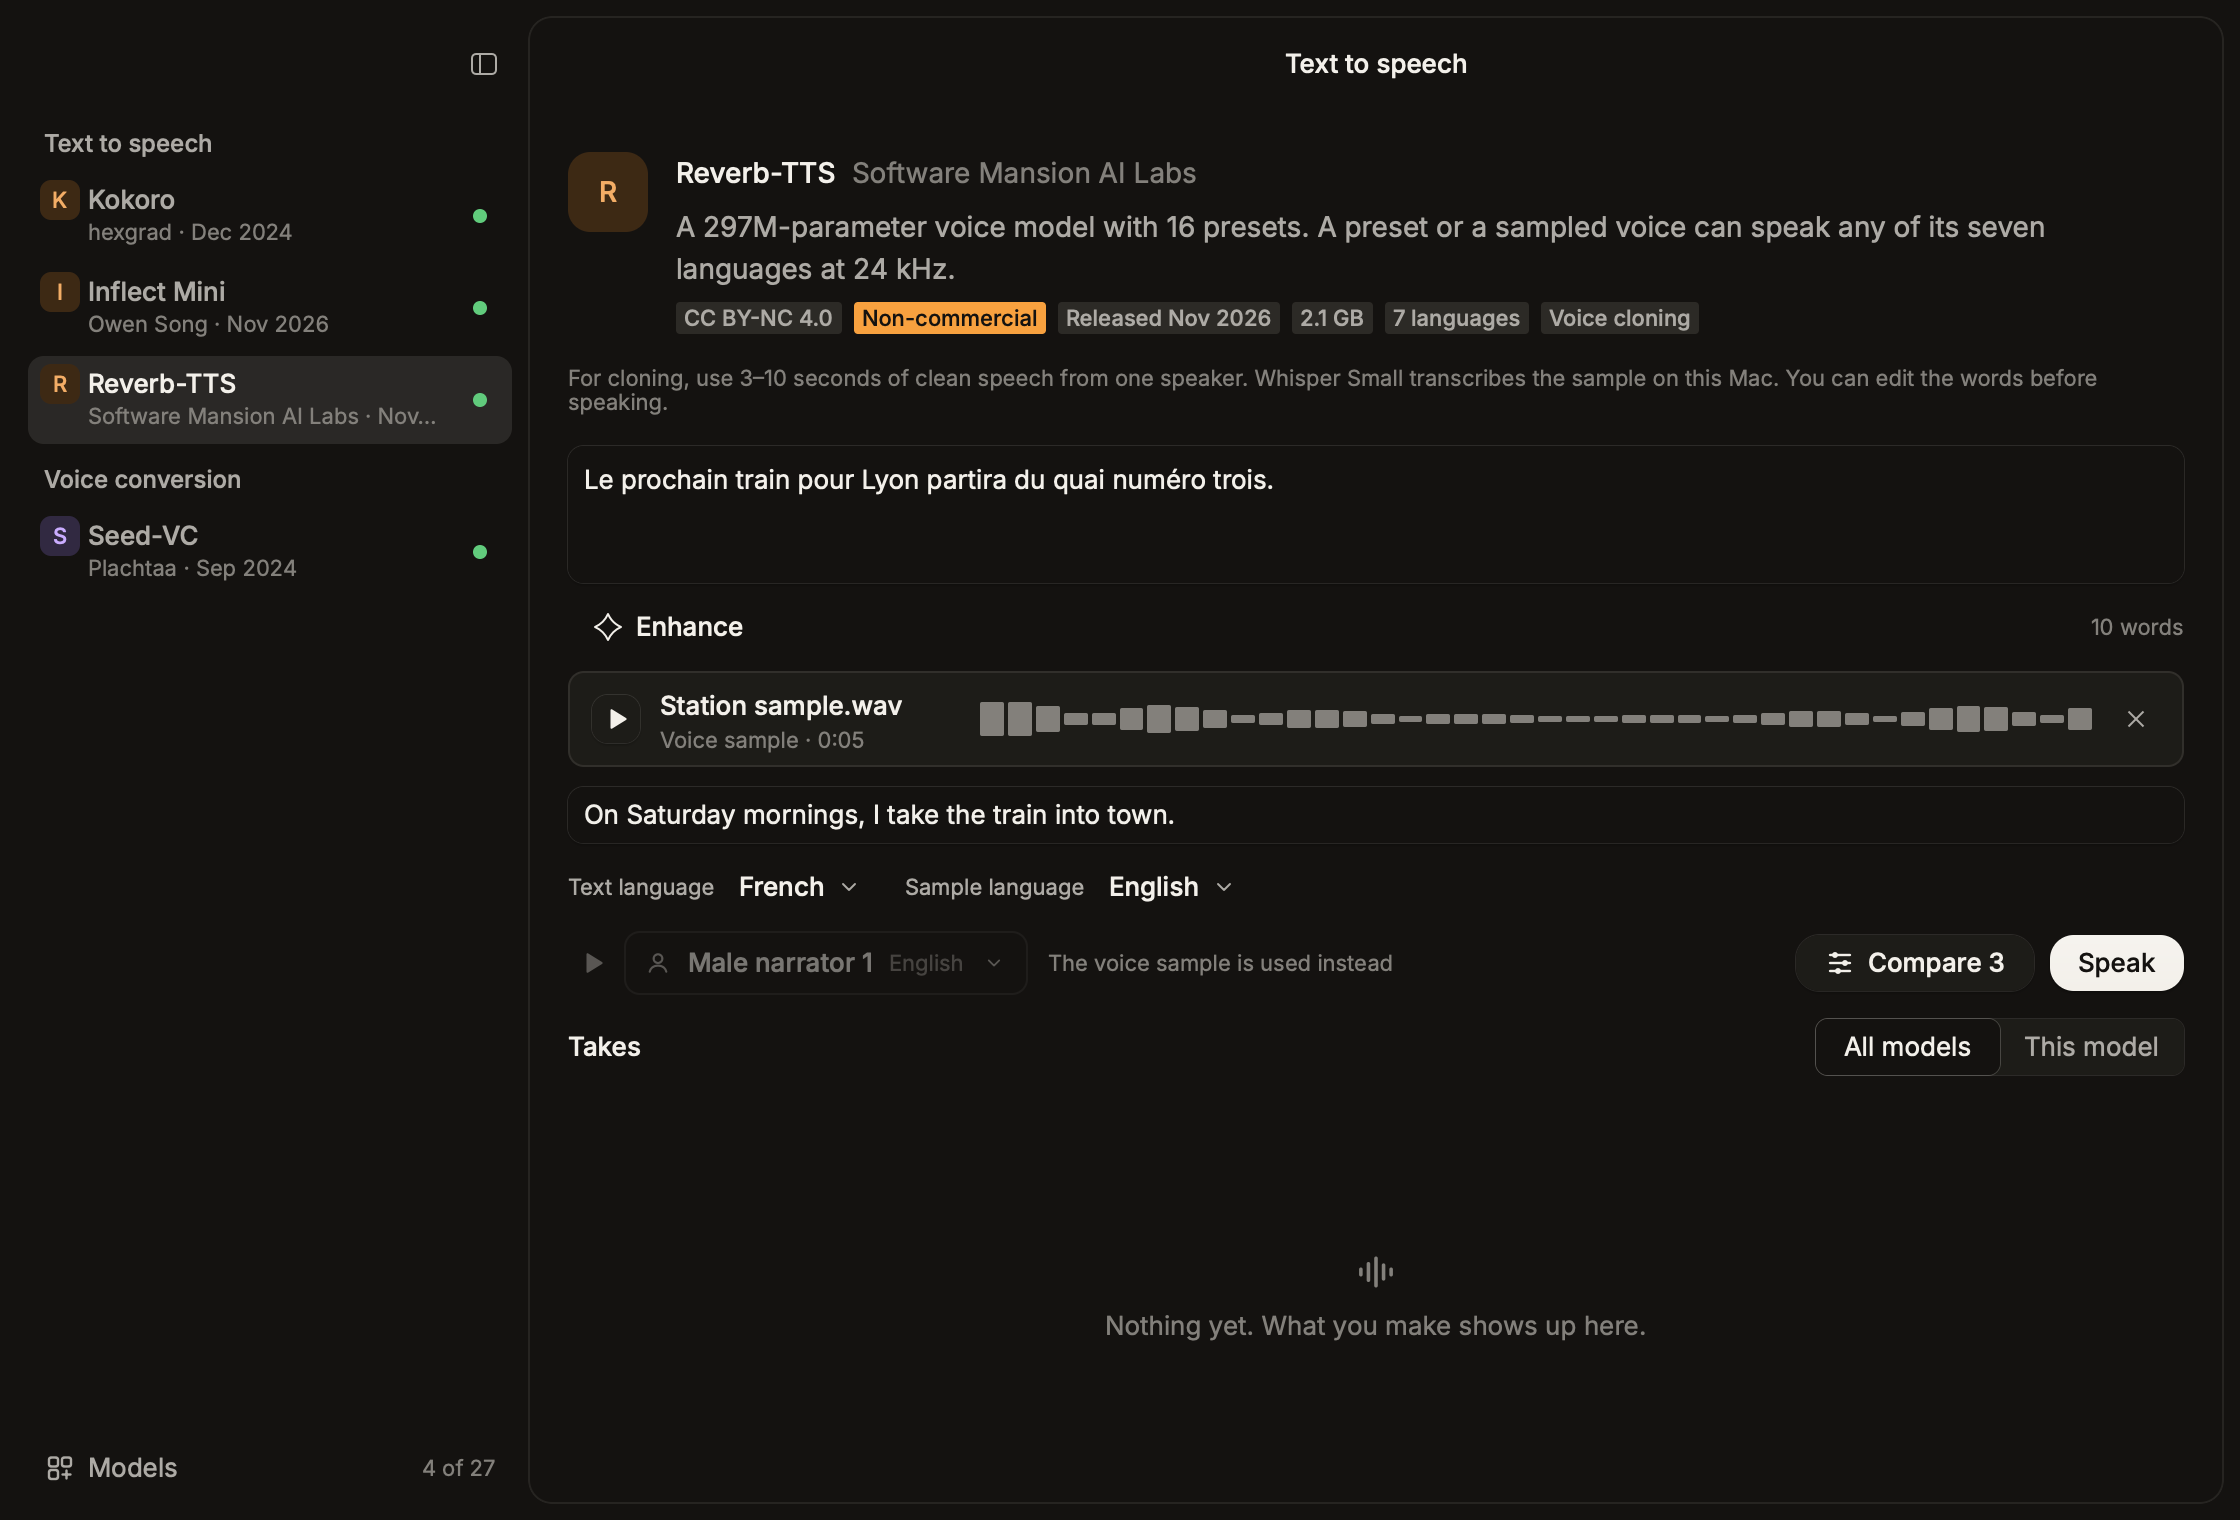 Text to speech
K Kokoro
hexgrad · Dec 2024
I Inflect Mini
Owen Song · Nov 2026
R Reverb-TTS
Software Mansion AI Labs · Nov...
Voice conversion
S Seed-VC
Plachtaa · Sep 2024
Models 4 of 27
Text to speech
R
Reverb-TTS Software Mansion AI Labs
A 297M-parameter voice model with 16 presets. A preset or a sampled voice can speak any of its seven
languages at 24 kHz.
CC BY-NC 4.0 Non-commercial Released Nov 2026 2.1 GB 7 languages Voice cloning
For cloning, use 3–10 seconds of clean speech from one speaker. Whisper Small transcribes the sample on this Mac. You can edit the words before
speaking.
Le prochain train pour Lyon partira du quai numéro trois.
Enhance 10 words
Station sample.wav
Voice sample · 0:05
On Saturday mornings, I take the train into town.
Text language French Sample language English
Male narrator 1 English The voice sample is used instead Compare 3 Speak
Takes All models This model
Nothing yet. What you make shows up here.